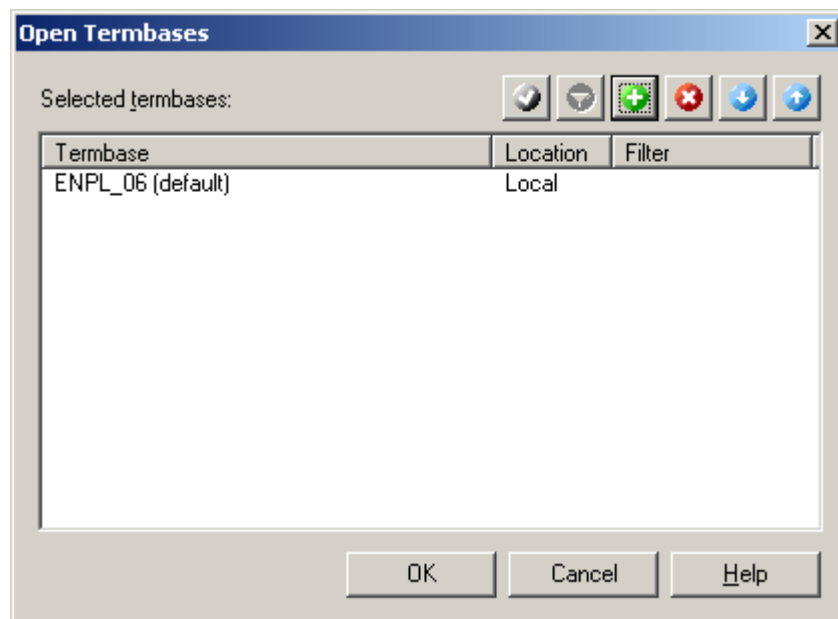 Open Termbases
Selected termbases:
Termbase Location Filter
ENPL_06 (default) Local
OK Cancel Help